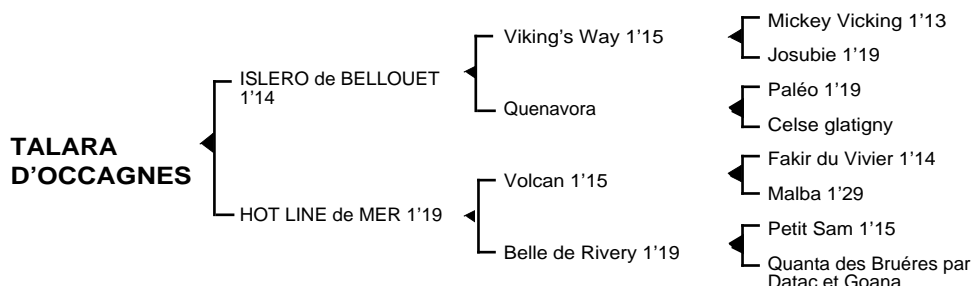 Mickey Vicking 1’13
Viking’s Way 1’15
Josubie 1’19
ISLERO de BELLOUET
1’14
Paléo 1’19
Quenavora
Celse glatigny
TALARA
D’OCCAGNES
Fakir du Vivier 1’14
Volcan 1’15
Malba 1’29
HOT LINE de MER 1’19
Petit Sam 1’15
Belle de Rivery 1’19
Quanta des Bruéres par
Datac et Goana